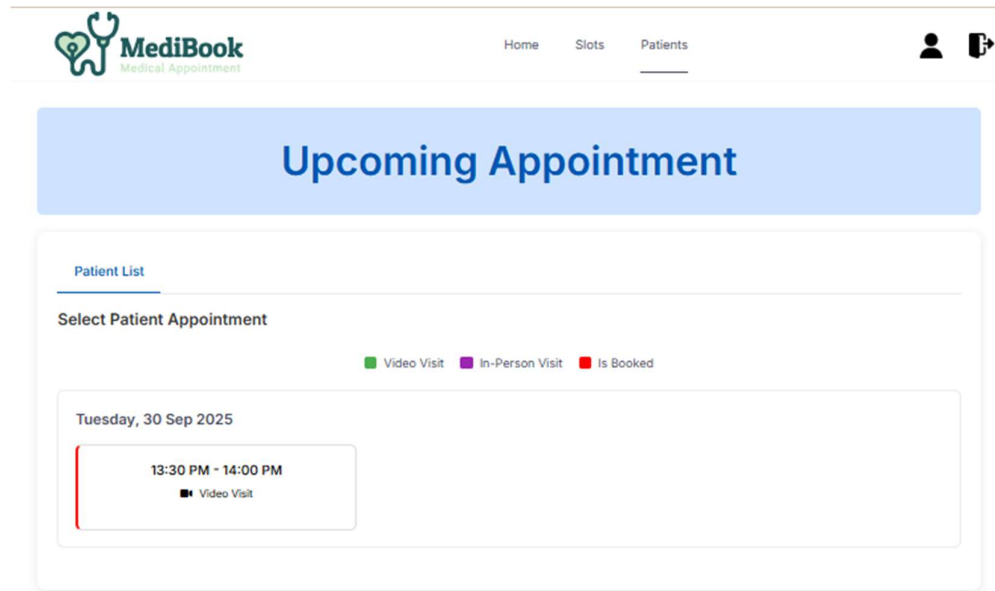 MediBook
Medical Appointment
Home Slots Patients
Upcoming Appointment
Patient List
Select Patient Appointment
Video Visit In-Person Visit Is Booked
Tuesday, 30 Sep 2025
13:30 PM - 14:00 PM
Video Visit